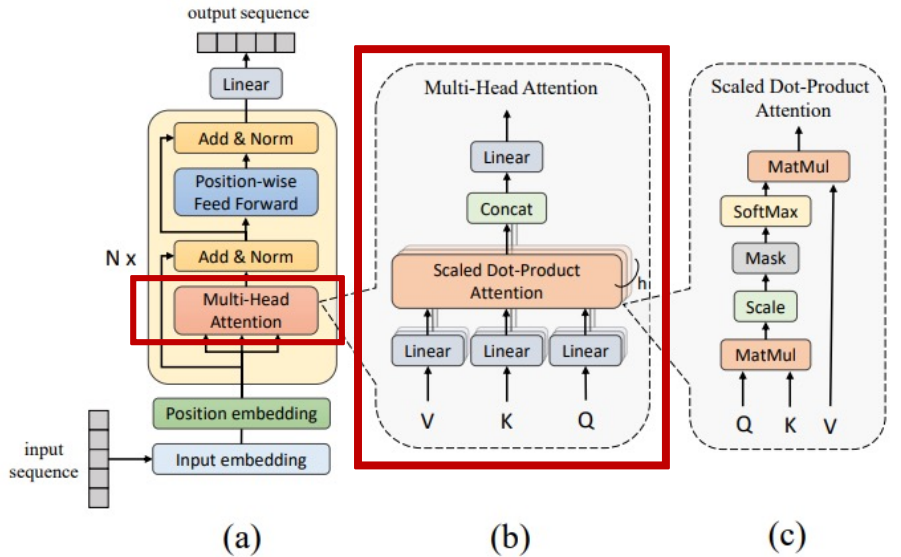 output sequence
Linear
Add & Norm
Position-wise
Feed Forward
N x
Add & Norm
Multi-Head
Attention
Position embedding
input
sequence
Input embedding
(a)
Multi-Head Attention
Linear
Concat
Scaled Dot-Product
Attention
h
Linear
Linear
Linear
V
K
Q
(b)
Scaled Dot-Product
Attention
MatMul
SoftMax
Mask
Scale
MatMul
Q
K
V
(c)